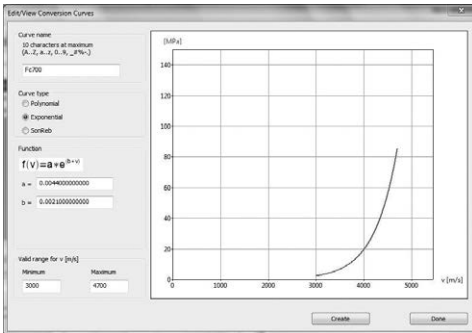 Edit/View Conversion Curves
Curve name
10 characters at maximum
(A..Z, a..z, 0..9, _#%-.)
Fc700
Curve type
Polynomial
Exponential
SonReb
Function
f(v)=a*e^(b*v)
a = 0.0044000000000
b = 0.0021000000000
Valid range for v [m/s]
Minimum Maximum
3000 4700
[MPa]
140
120
100
80
60
40
20
0
0 1000 2000 3000 4000 5000 v [m/s]
Create Done